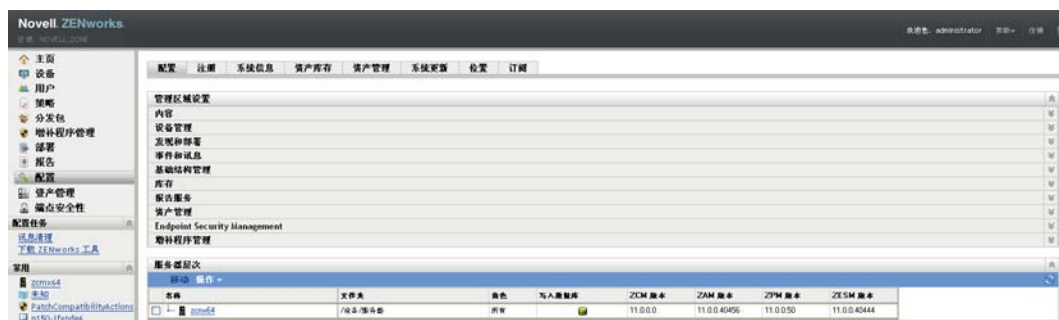 Novell ZENworks
区域: NOVELL_ZONE
欢迎您, administrator 帮助 注销
主页
设备
用户
策略
分发包
增补程序管理
部署
报告
配置
资产管理
端点安全性
配置任务
讯息清理
下载 ZENworks 工具
常用
zcmx64
未知
PatchCompatibilityActions
配置 注册 系统信息 资产库存 资产管理 系统更新 位置 订阅
管理区域设置
内容
设备管理
发现和部署
事件和讯息
基础结构管理
库存
报告服务
资产管理
Endpoint Security Management
增补程序管理
服务器层次
移动 操作
名称 文件夹 角色 写入数据库 ZCM 版本 ZAM 版本 ZPM 版本 ZESM 版本
zcmx64 /设备/服务器 所有 11.0.0.0 11.0.0.40456 11.0.0.50 11.0.0.40444